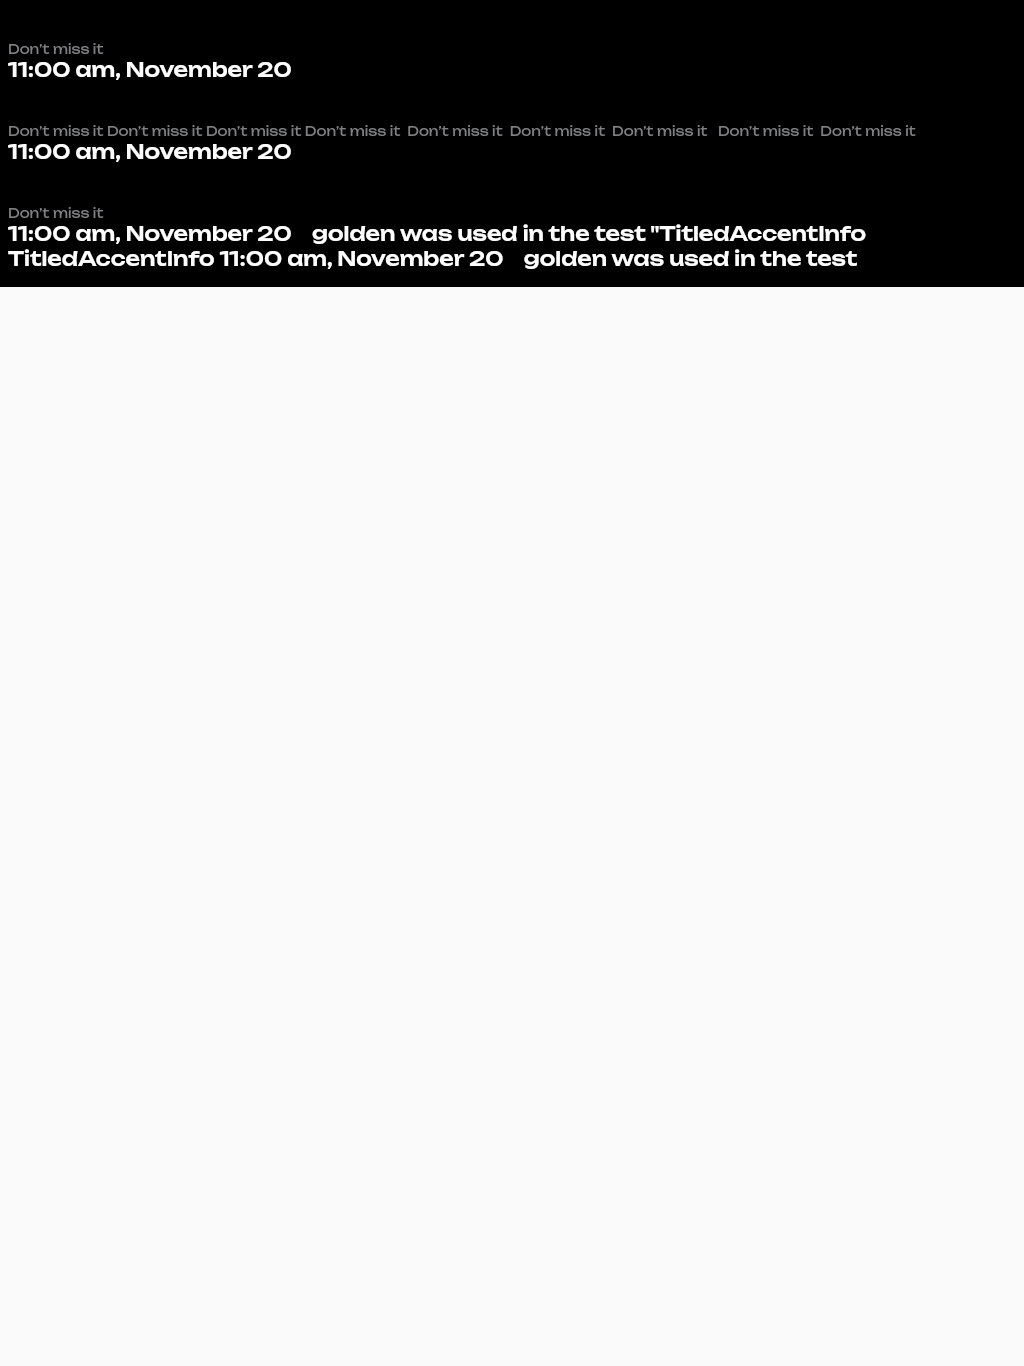 Don't miss it
11:00 am, November 20
Don't miss it Don't miss it Don't miss it Don't miss it  Don't miss it  Don't miss it  Don't miss it   Don't miss it  Don't miss it
11:00 am, November 20
Don't miss it
11:00 am, November 20    golden was used in the test "TitledAccentInfo
TitledAccentInfo 11:00 am, November 20    golden was used in the test